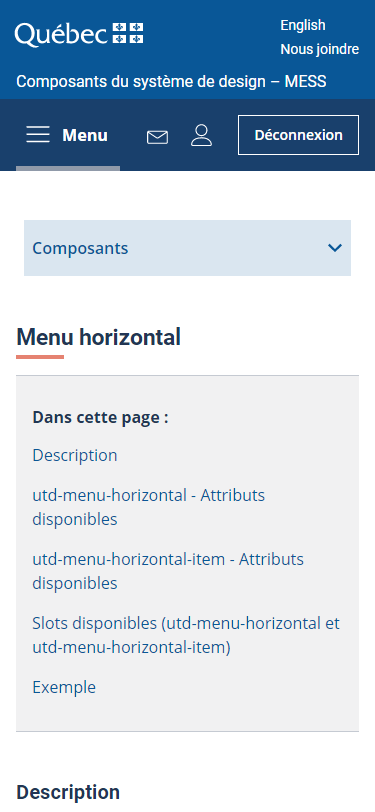 Québec
English
Nous joindre
Composants du système de design – MESS
Menu
Déconnexion
Composants
Menu horizontal
Dans cette page :
Description
utd-menu-horizontal - Attributs
disponibles
utd-menu-horizontal-item - Attributs
disponibles
Slots disponibles (utd-menu-horizontal et
utd-menu-horizontal-item)
Exemple
Description